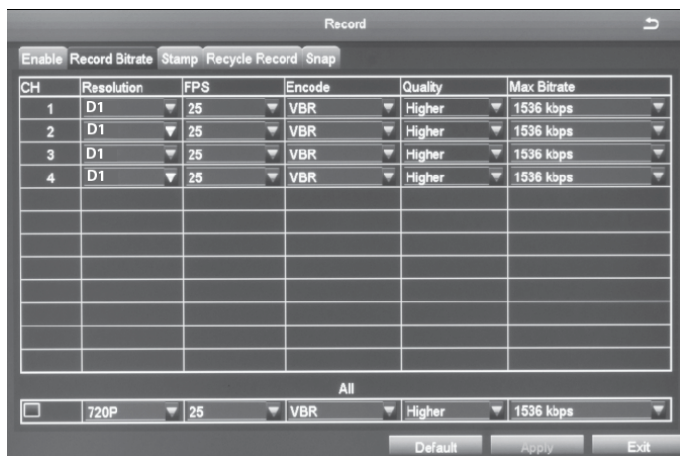 Record
Enable Record Bitrate Stamp Recycle Record Snap
CH Resolution FPS Encode Quality Max Bitrate
1 D1 25 VBR Higher 1536 kbps
2 D1 25 VBR Higher 1536 kbps
3 D1 25 VBR Higher 1536 kbps
4 D1 25 VBR Higher 1536 kbps
All
720P 25 VBR Higher 1536 kbps
Default Apply Exit